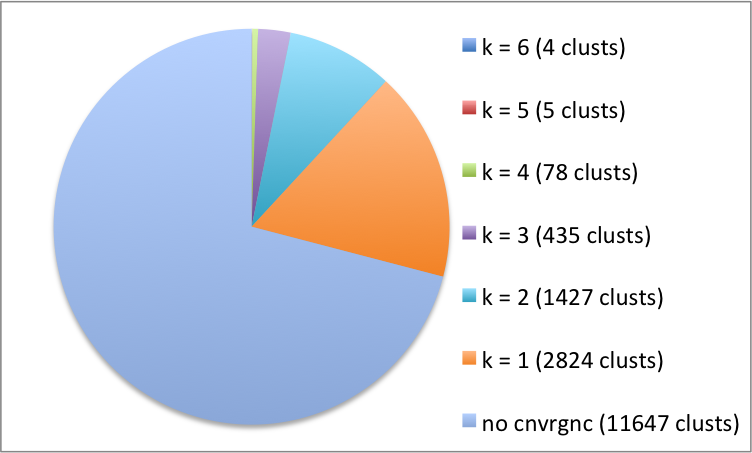 k = 6 (4 clusts)
k = 5 (5 clusts)
k = 4 (78 clusts)
k = 3 (435 clusts)
k = 2 (1427 clusts)
k = 1 (2824 clusts)
no cnvrgnc (11647 clusts)